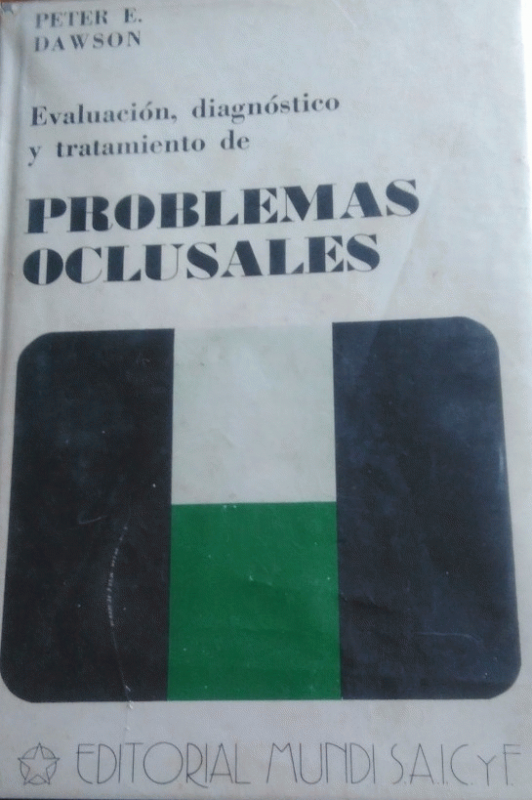 PETER E.
DAWSON
Evaluación, diagnóstico
y tratamiento de
PROBLEMAS
OCLUSALES
EDITORIAL MUNDI S.A.I.C y F.